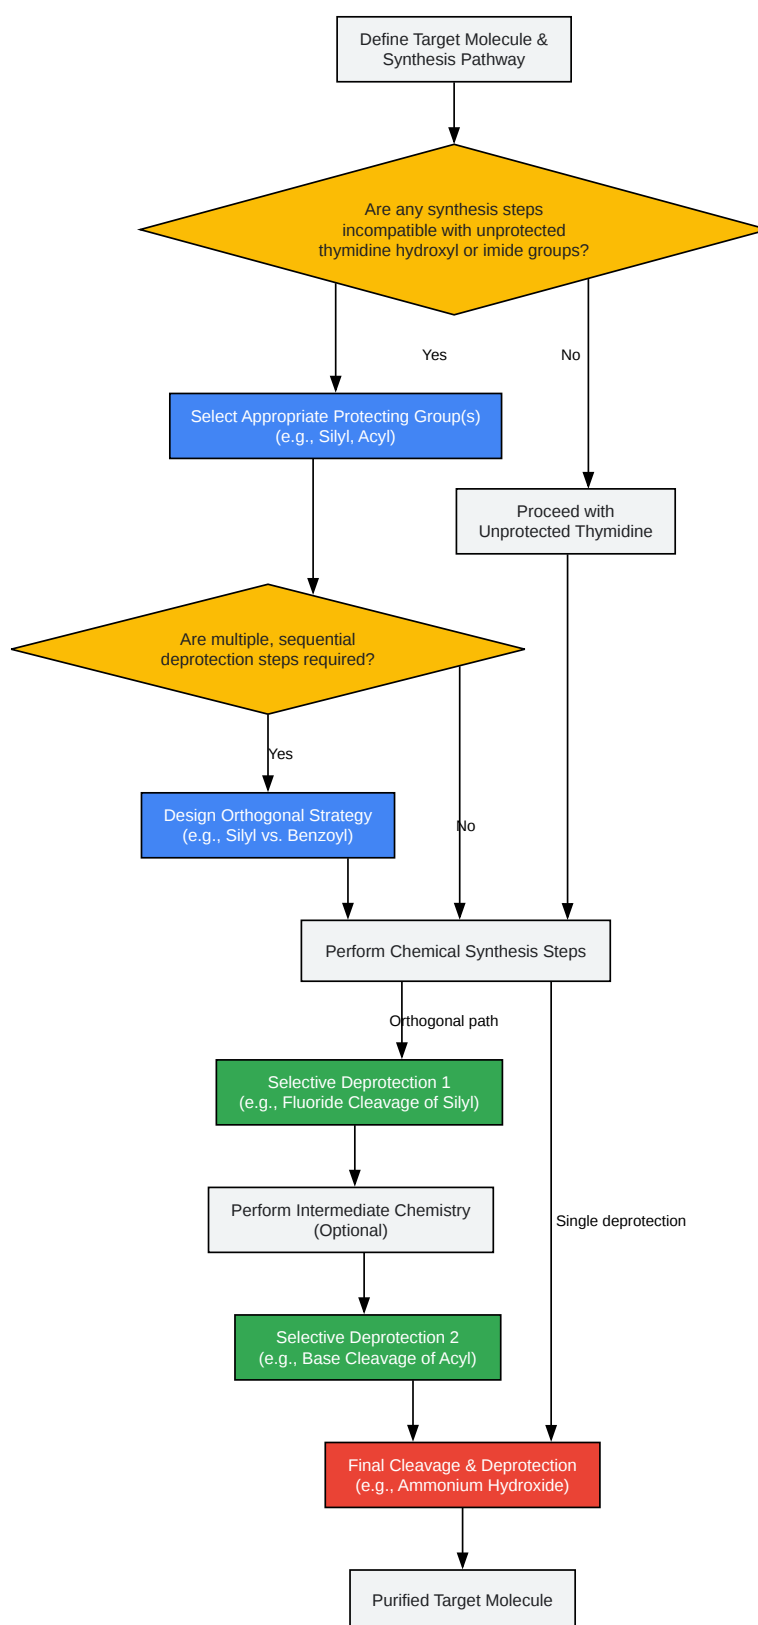 Define Target Molecule &
Synthesis Pathway
Are any synthesis steps
incompatible with unprotected
thymidine hydroxyl or imide groups?
Yes
No
Select Appropriate Protecting Group(s)
(e.g., Silyl, Acyl)
Proceed with
Unprotected Thymidine
Are multiple, sequential
deprotection steps required?
Yes
Design Orthogonal Strategy
(e.g., Silyl vs. Benzoyl)
No
Perform Chemical Synthesis Steps
Orthogonal path
Selective Deprotection 1
(e.g., Fluoride Cleavage of Silyl)
Perform Intermediate Chemistry
(Optional)
Single deprotection
Selective Deprotection 2
(e.g., Base Cleavage of Acyl)
Final Cleavage & Deprotection
(e.g., Ammonium Hydroxide)
Purified Target Molecule